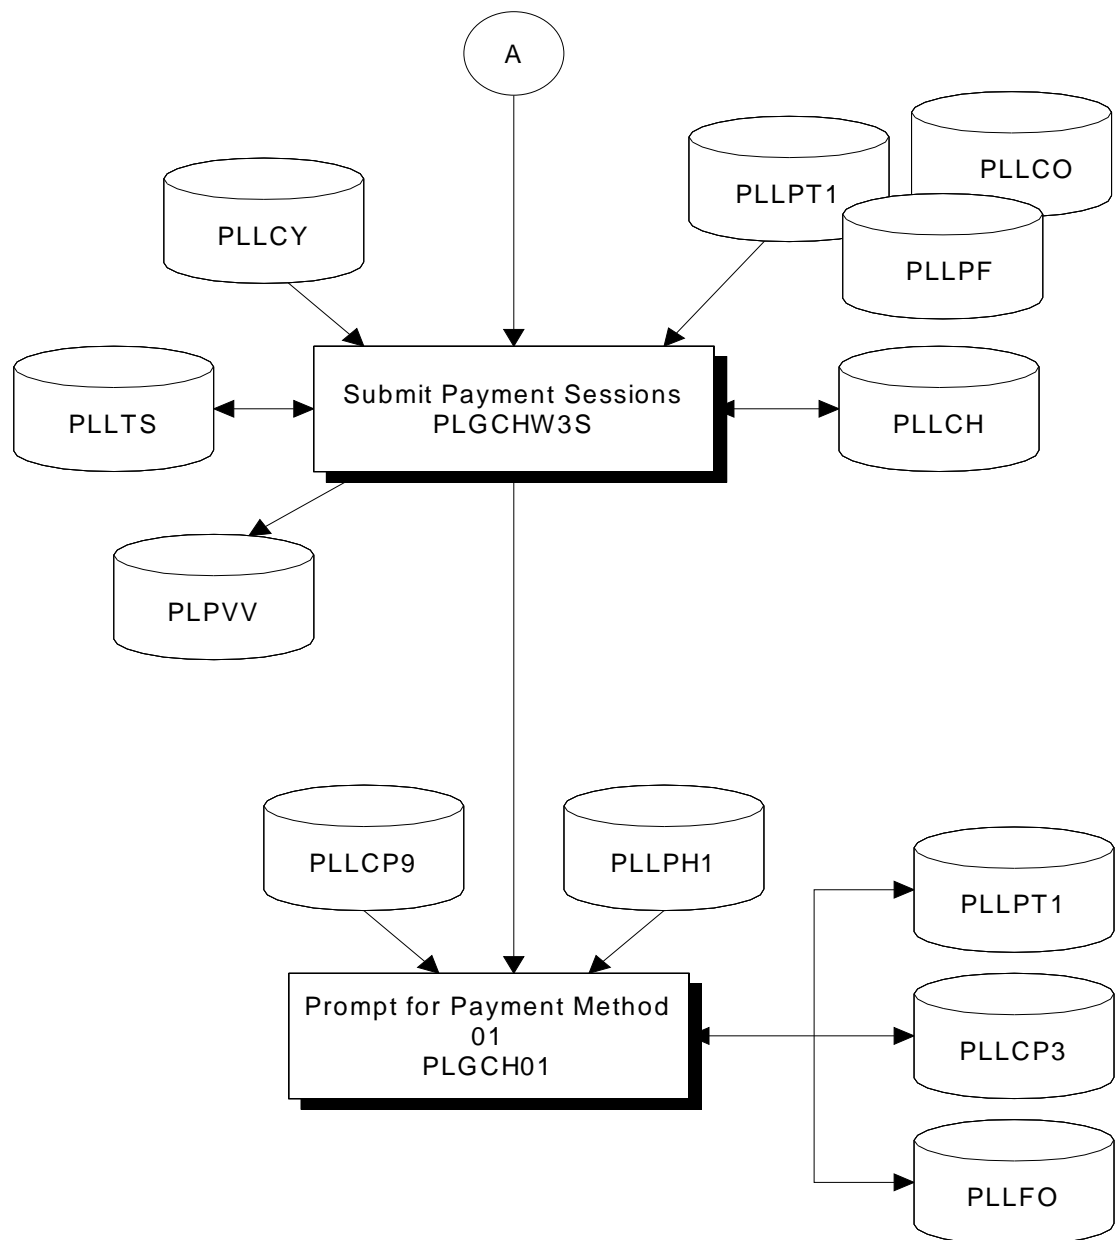 A
PLLCO
PLLPT1
PLLCY
PLLPF
Submit Payment Sessions
PLGCHW3S
PLLTS
PLLCH
PLPVV
PLLCP9
PLLPH1
PLLPT1
Prompt for Payment Method
01
PLGCH01
PLLCP3
PLLFO